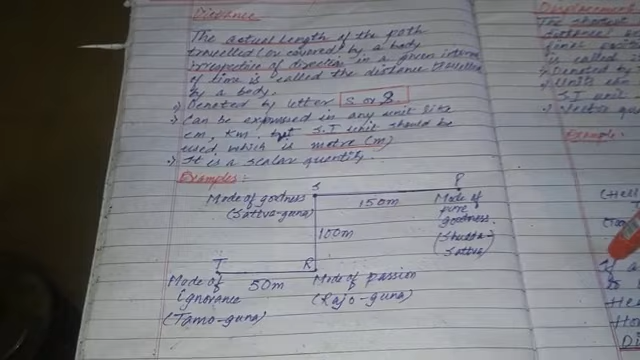 Distance
The actual length of the path
travelled (or covered) by a body
irrespective of direction in a given interval
of time is called the distance travelled
by a body.
Denoted by letter S or
Can be expressed in any unit like
cm, km. but S.I unit should be
used which is metre (m)
It is a scalar quantity.
Examples:
S P
Mode of goodness 150m Mode of
(Sattva-guna) pure
goodness.
100m (Shudda-
Sattva)
T R
Mode of 50m Mode of passion
Ignorance (Rajo-guna)
(Tamo-guna)
Displacement
The shortest
distance
final
is called
Denoted by
Units
S.I unit
Vector
Example.